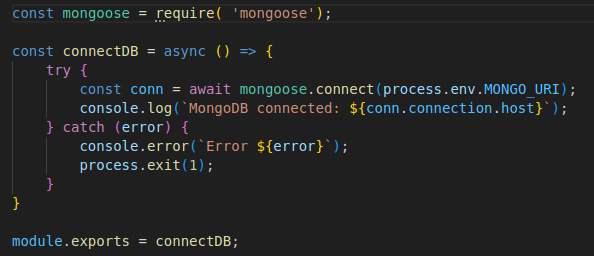 const mongoose = require( 'mongoose');

const connectDB = async () => {
    try {
        const conn = await mongoose.connect(process.env.MONGO_URI);
        console.log(`MongoDB connected: ${conn.connection.host}`);
    } catch (error) {
        console.error(`Error ${error}`);
        process.exit(1);
    }
}

module.exports = connectDB;